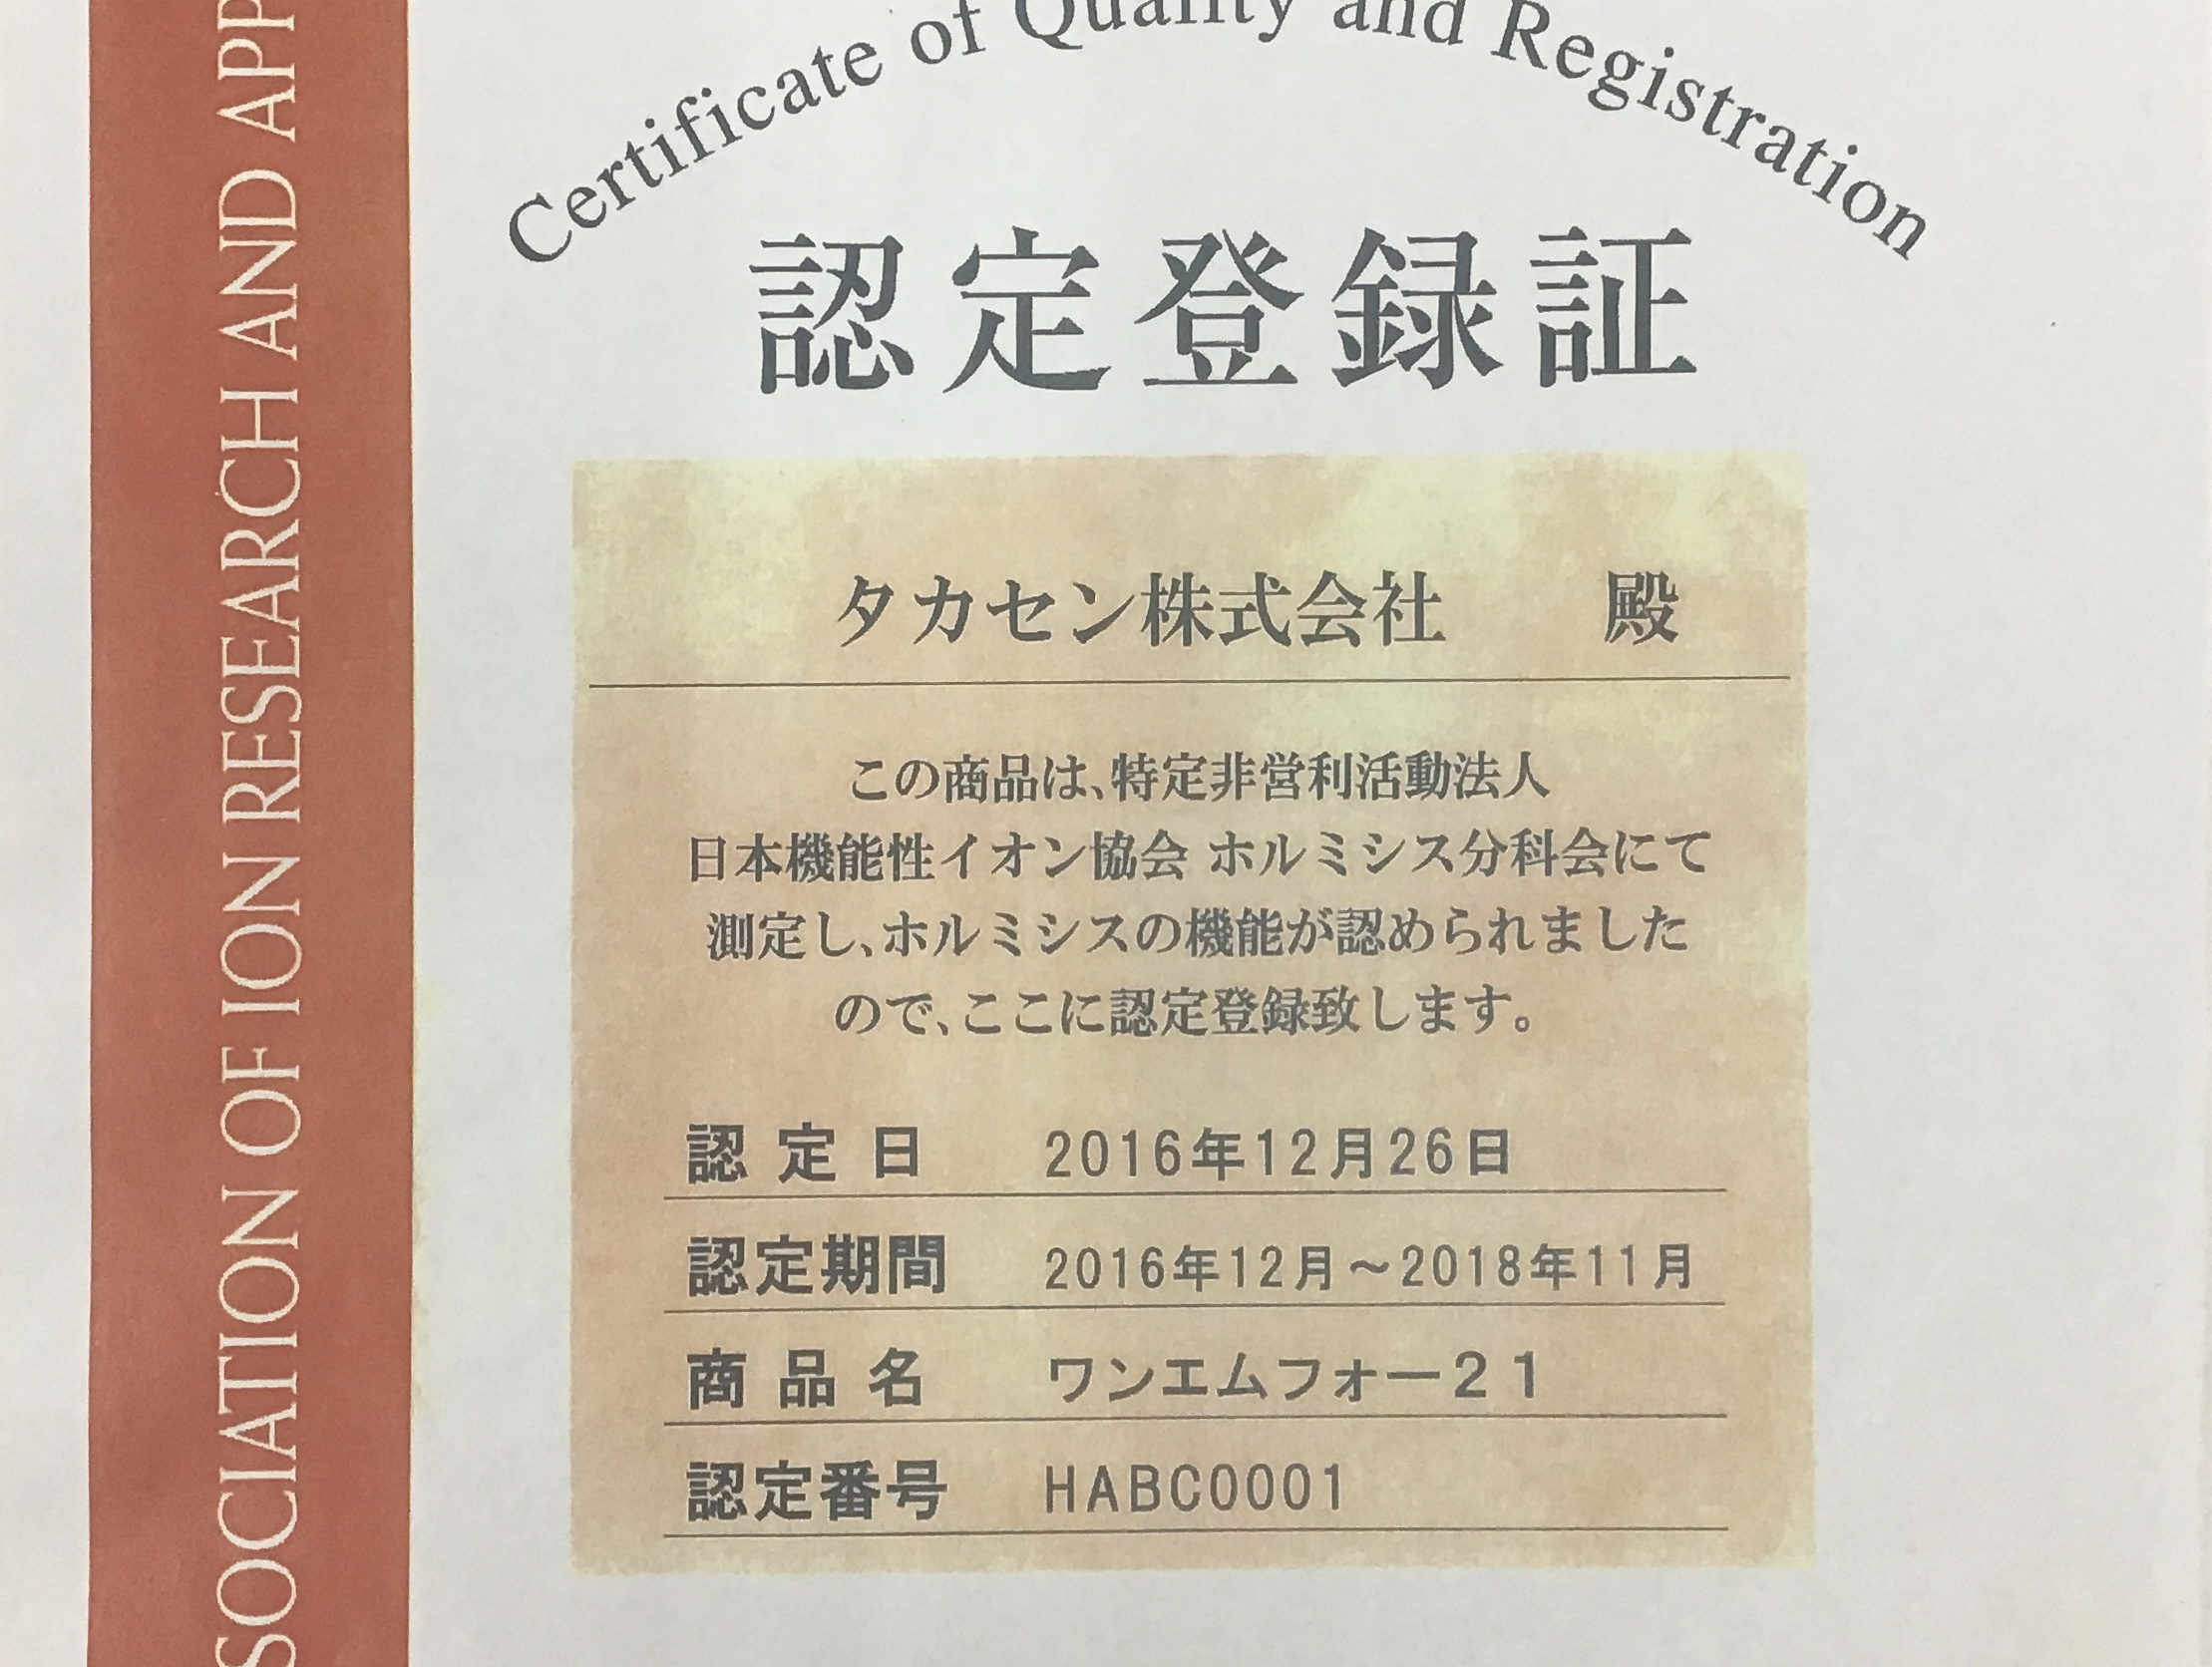 Certificate of Quality and Registration
認定登録証
タカセン株式会社　殿
この商品は、特定非営利活動法人
日本機能性イオン協会 ホルミシス分科会にて
測定し、ホルミシスの機能が認められました
ので、ここに認定登録致します。
認定日 2016年12月26日
認定期間 2016年12月～2018年11月
商品名 ワンエムフォー２１
認定番号 HABC0001
SOCIATION OF ION RESEARCH AND APP